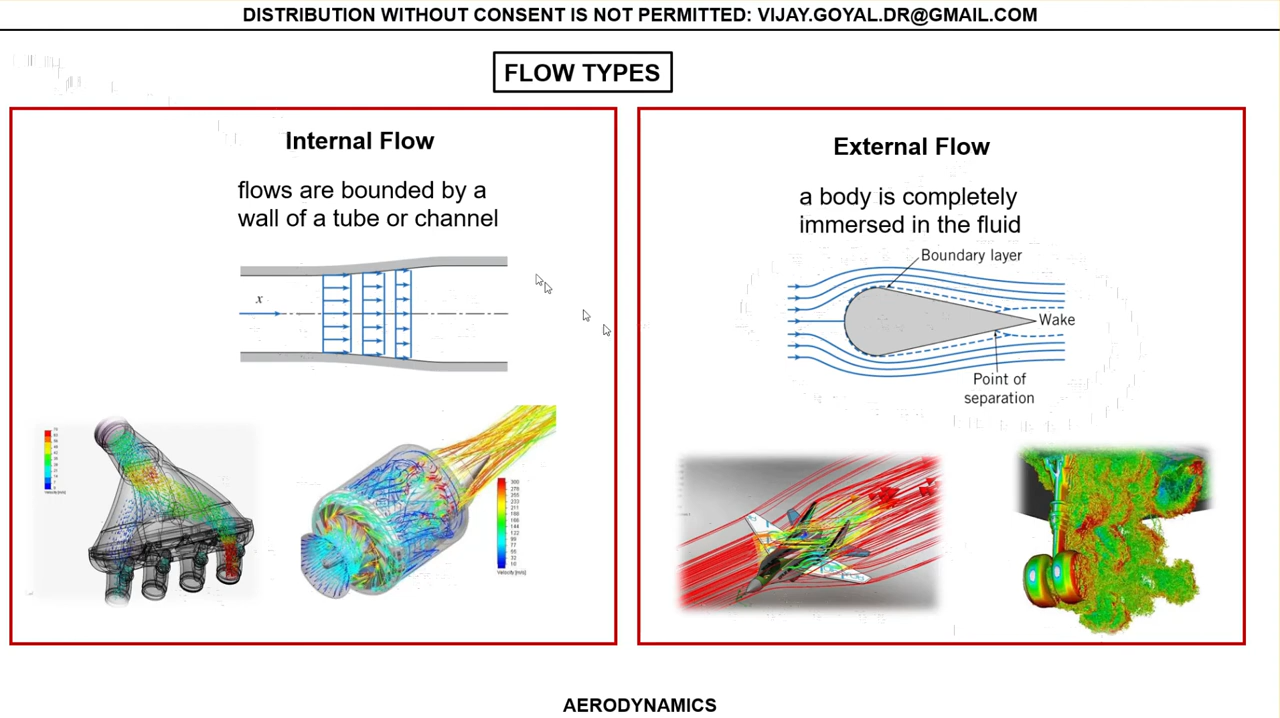 DISTRIBUTION WITHOUT CONSENT IS NOT PERMITTED: VIJAY.GOYAL.DR@GMAIL.COM
FLOW TYPES
Internal Flow
flows are bounded by a
wall of a tube or channel
x
External Flow
a body is completely
immersed in the fluid
Boundary layer
Wake
Point of
separation
Velocity [m/s]
AERODYNAMICS